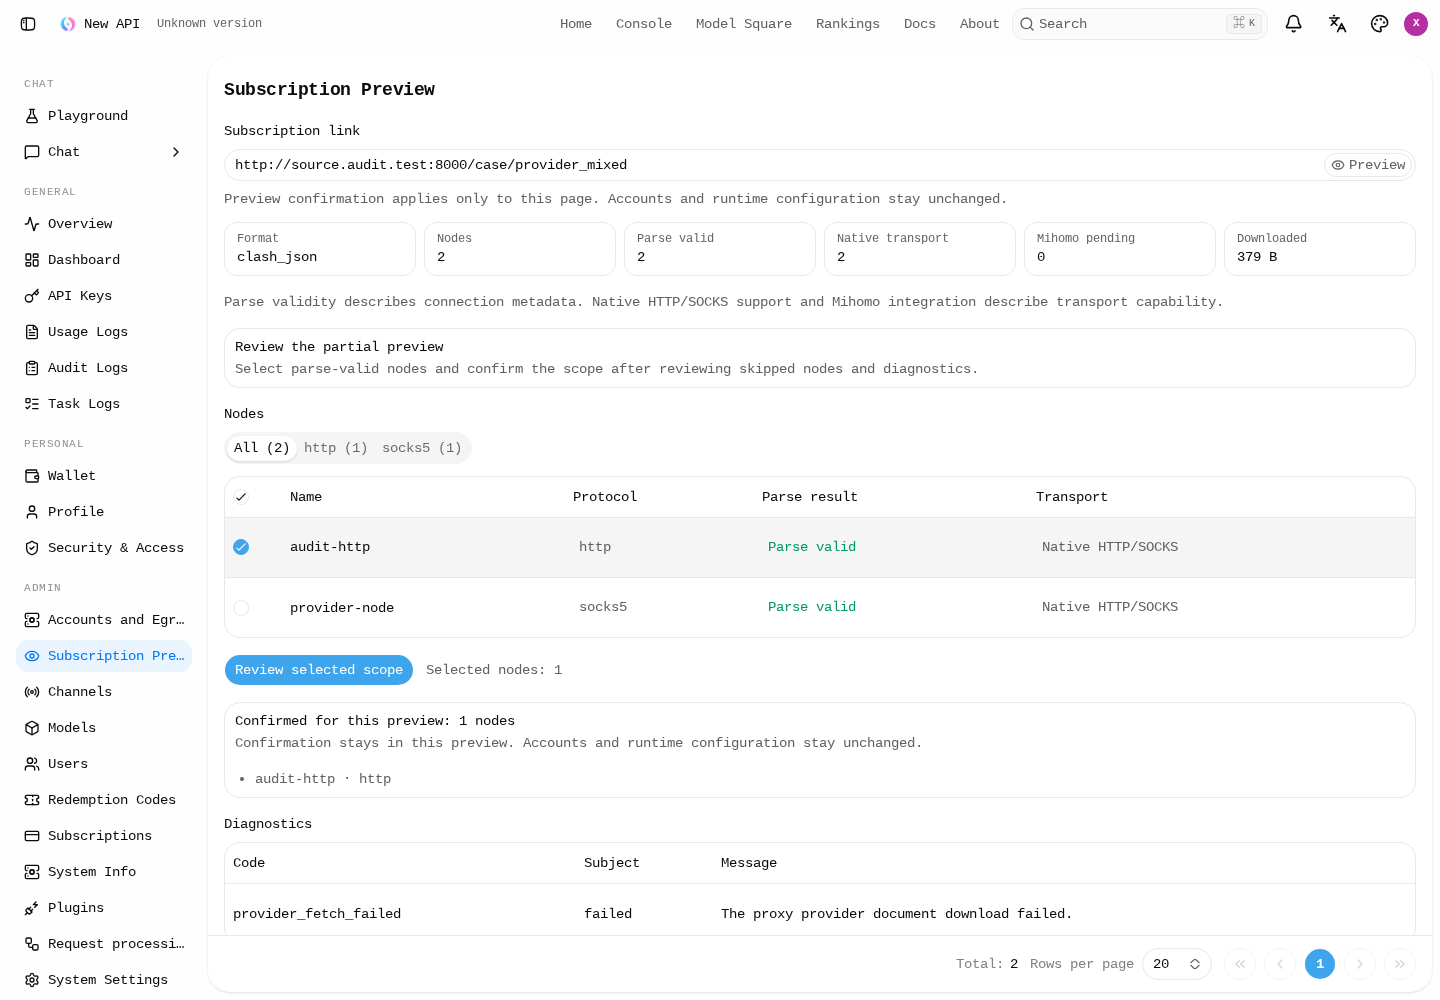 New API Unknown version Home Console Model Square Rankings Docs About Search ⌘ K X
CHAT
Playground
Chat
GENERAL
Overview
Dashboard
API Keys
Usage Logs
Audit Logs
Task Logs
PERSONAL
Wallet
Profile
Security & Access
ADMIN
Accounts and Egr…
Subscription Pre…
Channels
Models
Users
Redemption Codes
Subscriptions
System Info
Plugins
Request processi…
System Settings
Subscription Preview
Subscription link
http://source.audit.test:8000/case/provider_mixed Preview
Preview confirmation applies only to this page. Accounts and runtime configuration stay unchanged.
Format Nodes Parse valid Native transport Mihomo pending Downloaded
clash_json 2 2 2 0 379 B
Parse validity describes connection metadata. Native HTTP/SOCKS support and Mihomo integration describe transport capability.
Review the partial preview
Select parse-valid nodes and confirm the scope after reviewing skipped nodes and diagnostics.
Nodes
All (2) http (1) socks5 (1)
Name Protocol Parse result Transport
audit-http http Parse valid Native HTTP/SOCKS
provider-node socks5 Parse valid Native HTTP/SOCKS
Review selected scope Selected nodes: 1
Confirmed for this preview: 1 nodes
Confirmation stays in this preview. Accounts and runtime configuration stay unchanged.
• audit-http · http
Diagnostics
Code Subject Message
provider_fetch_failed failed The proxy provider document download failed.
Total: 2 Rows per page 20 « ‹ 1 › »